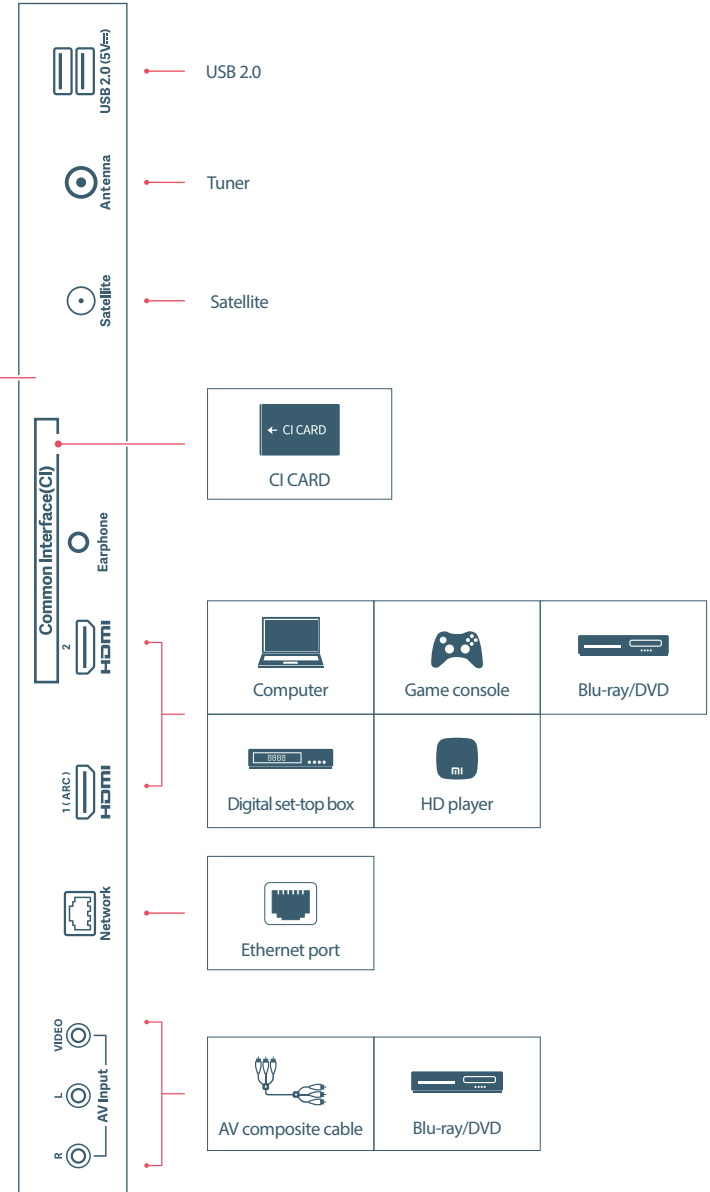 USB 2.0 (5V⎓)
USB 2.0
Antenna
Tuner
Satellite
Satellite
Common Interface(CI)
← CI CARD
CI CARD
Earphone
2
HDMI
Computer
Game console
Blu-ray/DVD
1 (ARC)
HDMI
8888
Digital set-top box
mi
HD player
Network
Ethernet port
VIDEO
L
R
AV Input
AV composite cable
Blu-ray/DVD